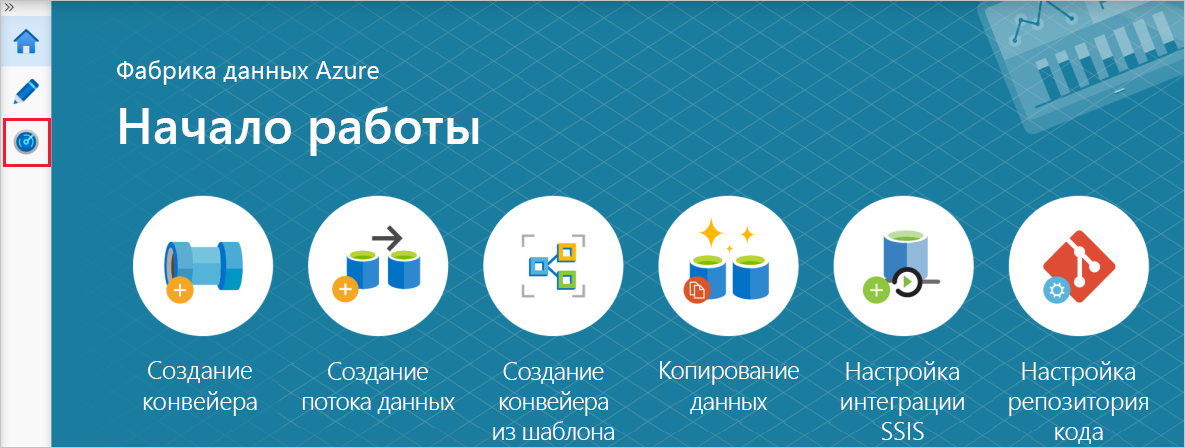 Фабрика данных Azure
Начало работы
Создание
конвейера
Создание
потока данных
Создание
конвейера
из шаблона
Копирование
данных
Настройка
интеграции
SSIS
Настройка
репозитория
кода